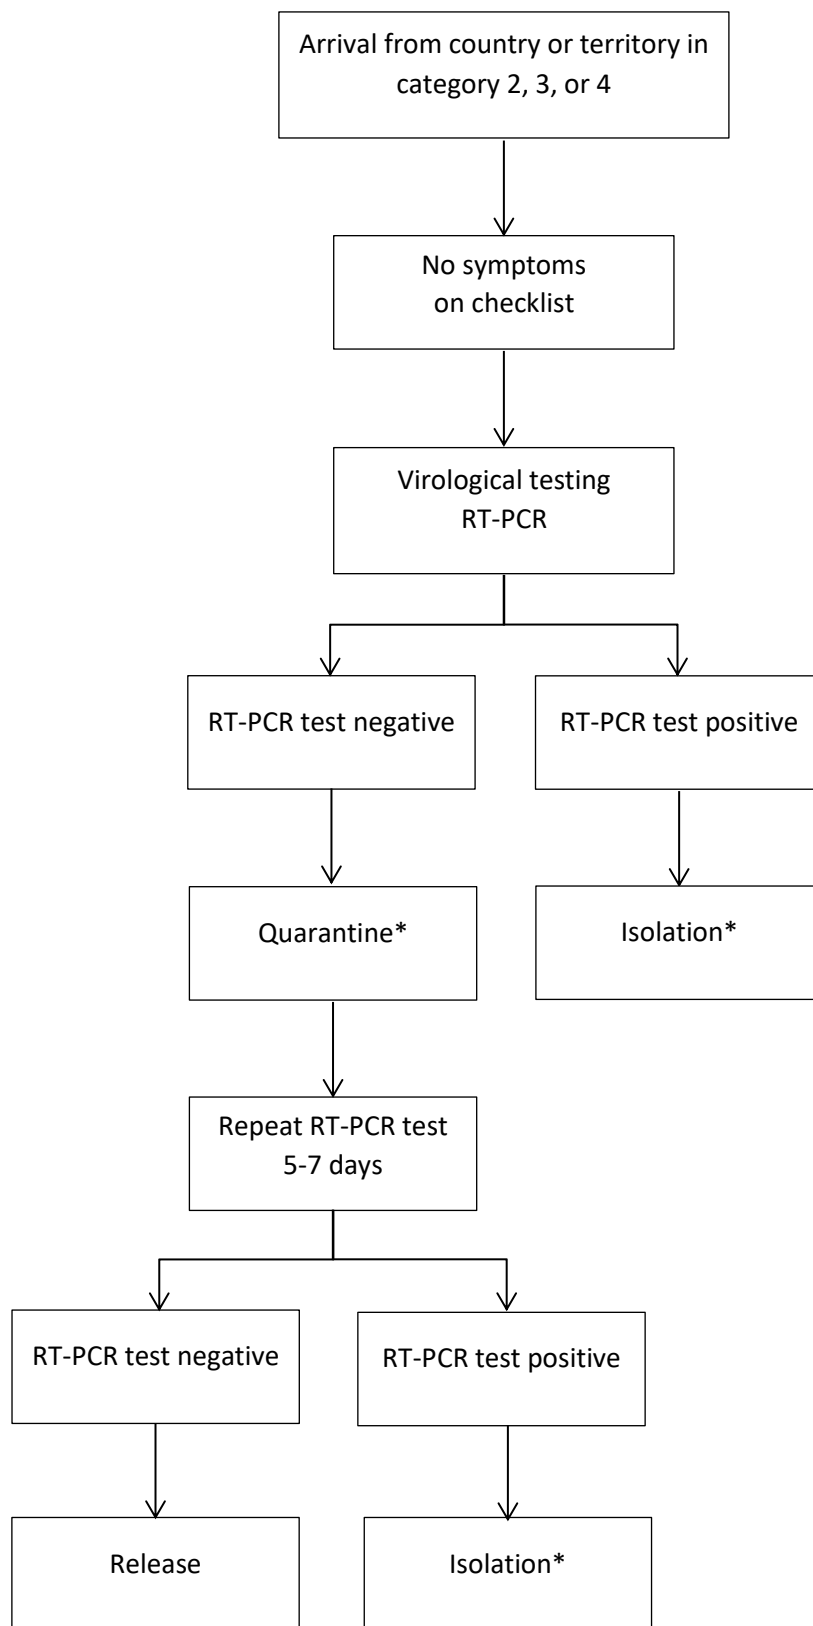 Arrival from country or territory in
category 2, 3, or 4
No symptoms
on checklist
Virological testing
RT-PCR
RT-PCR test negative
RT-PCR test positive
Quarantine*
Isolation*
Repeat RT-PCR test
5-7 days
RT-PCR test negative
RT-PCR test positive
Release
Isolation*